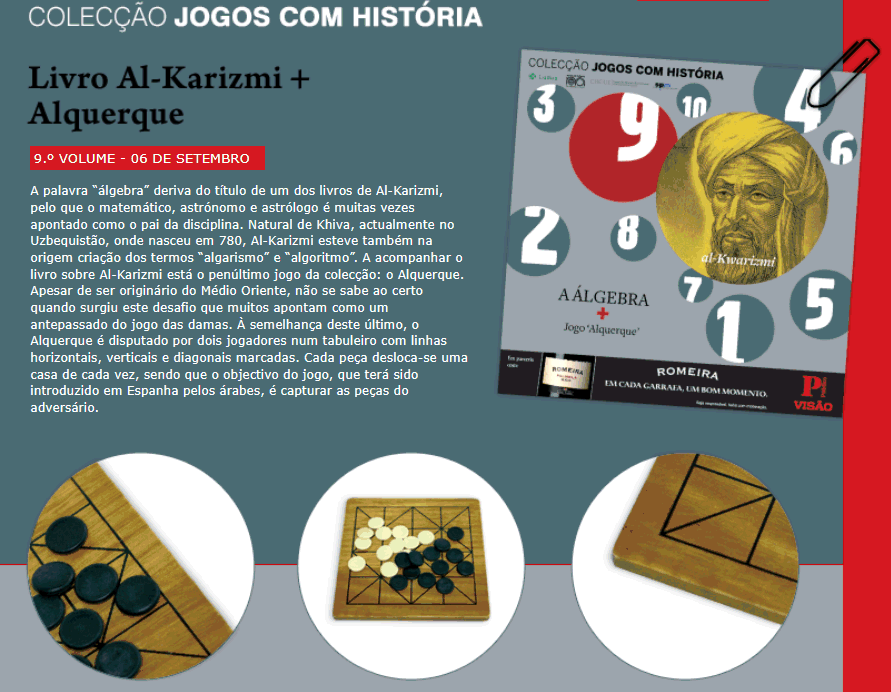 COLECÇÃO JOGOS COM HISTÓRIA
Livro Al-Karizmi +
Alquerque
9.º VOLUME - 06 DE SETEMBRO
A palavra “álgebra” deriva do título de um dos livros de Al-Karizmi,
pelo que o matemático, astrónomo e astrólogo é muitas vezes
apontado como o pai da disciplina. Natural de Khiva, actualmente no
Uzbequistão, onde nasceu em 780, Al-Karizmi esteve também na
origem criação dos termos “algarismo” e “algoritmo”. A acompanhar o
livro sobre Al-Karizmi está o penúltimo jogo da colecção: o Alquerque.
Apesar de ser originário do Médio Oriente, não se sabe ao certo
quando surgiu este desafio que muitos apontam como um
antepassado do jogo das damas. À semelhança deste último, o
Alquerque é disputado por dois jogadores num tabuleiro com linhas
horizontais, verticais e diagonais marcadas. Cada peça desloca-se uma
casa de cada vez, sendo que o objectivo do jogo, que terá sido
introduzido em Espanha pelos árabes, é capturar as peças do
adversário.
COLECÇÃO JOGOS COM HISTÓRIA
3
9
10
4
6
2
8
al-Kwarizmi
7
1
5
A ÁLGEBRA
+
Jogo ‘Alquerque’
Em parceria
com:
ROMEIRA
ROMEIRA
EM CADA GARRAFA, UM BOM MOMENTO.
P
VISÃO